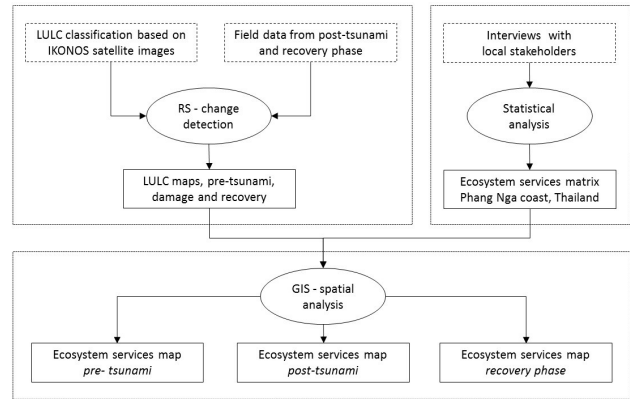 LULC classification based on
IKONOS satellite images
Field data from post-tsunami
and recovery phase
Interviews with
local stakeholders
RS - change
detection
Statistical
analysis
LULC maps, pre-tsunami,
damage and recovery
Ecosystem services matrix
Phang Nga coast, Thailand
GIS - spatial
analysis
Ecosystem services map
pre- tsunami
Ecosystem services map
post-tsunami
Ecosystem services map
recovery phase